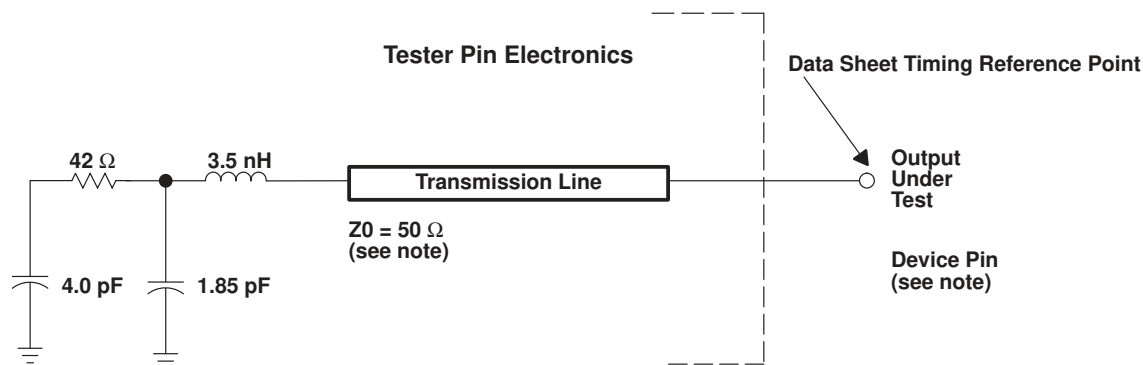 Tester Pin Electronics
Data Sheet Timing Reference Point
42 Ω
3.5 nH
Transmission Line
Output
Under
Test
Z0 = 50 Ω
(see note)
Device Pin
(see note)
4.0 pF
1.85 pF